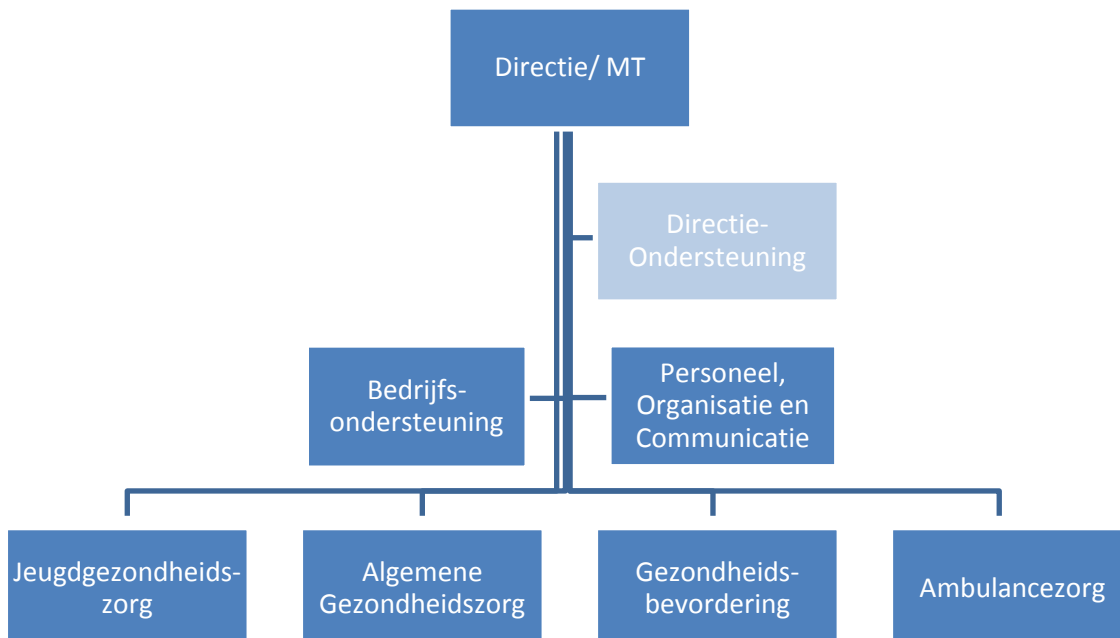 Directie/ MT
Directie-
Ondersteuning
Bedrijfs-
ondersteuning
Personeel,
Organisatie en
Communicatie
Jeugdgezondheids-
zorg
Algemene
Gezondheidszorg
Gezondheids-
bevordering
Ambulancezorg